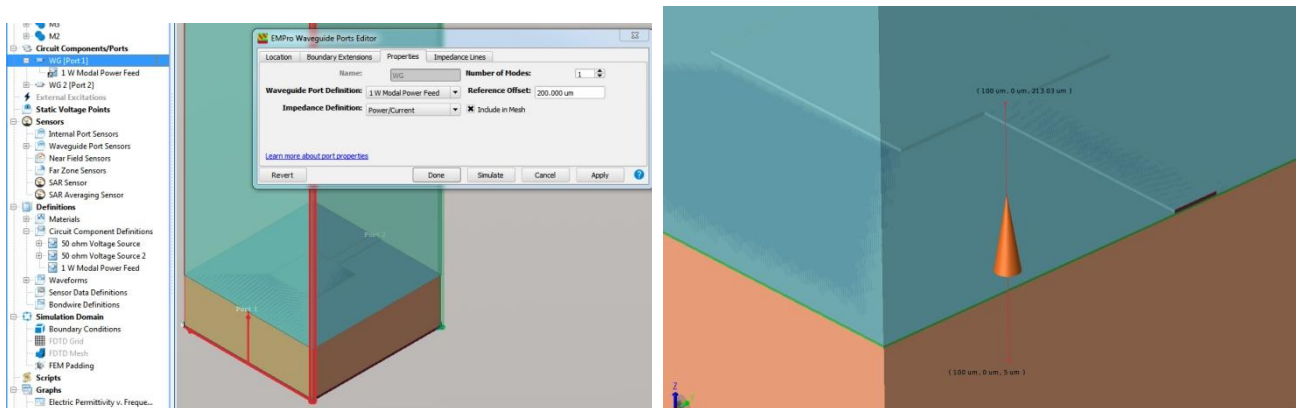 M3
M2
Circuit Components/Ports
WG [Port 1]
1 W Modal Power Feed
WG 2 [Port 2]
External Excitations
Static Voltage Points
Sensors
Internal Port Sensors
Waveguide Port Sensors
Near Field Sensors
Far Zone Sensors
SAR Sensor
SAR Averaging Sensor
Definitions
Materials
Circuit Component Definitions
50 ohm Voltage Source
50 ohm Voltage Source 2
1 W Modal Power Feed
Waveforms
Sensor Data Definitions
Bondwire Definitions
Simulation Domain
Boundary Conditions
FDTD Grid
FDTD Mesh
FEM Padding
Scripts
Graphs
Electric Permittivity v. Freque...
EMPro Waveguide Ports Editor
Location Boundary Extensions Properties Impedance Lines
Name: WG Number of Modes: 1
Waveguide Port Definition: 1 W Modal Power Feed Reference Offset: 200.000 um
Impedance Definition: Power/Current Include in Mesh
Learn more about port properties
Revert Done Simulate Cancel Apply ?
Port 2
Port 1
( 100 um, 0 um, 213.03 um )
( 100 um, 0 um, 5 um )
Z